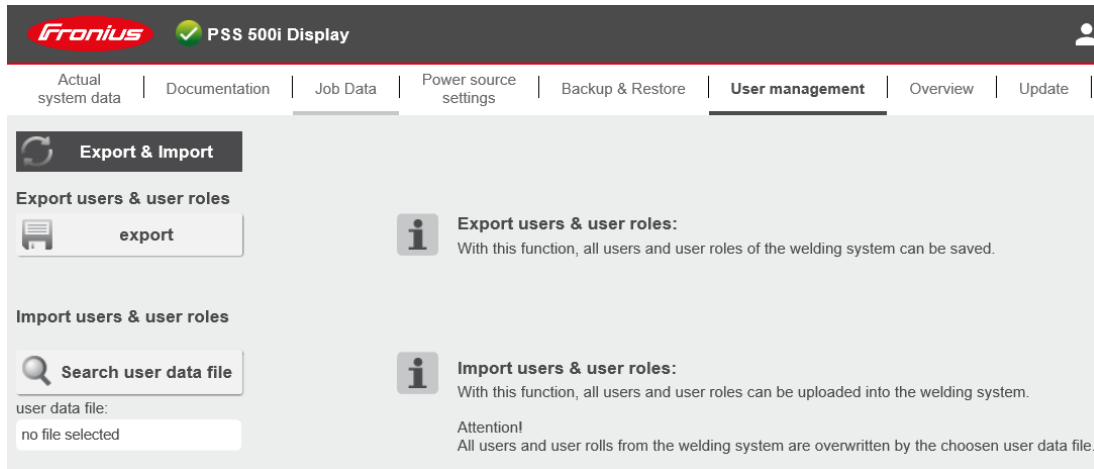 Fronius
PSS 500i Display
Actual
system data
Documentation
Job Data
Power source
settings
Backup & Restore
User management
Overview
Update
Export & Import
Export users & user roles
export
Export users & user roles:
With this function, all users and user roles of the welding system can be saved.
Import users & user roles
Search user data file
Import users & user roles:
With this function, all users and user roles can be uploaded into the welding system.
user data file:
no file selected
Attention!
All users and user rolls from the welding system are overwritten by the choosen user data file.